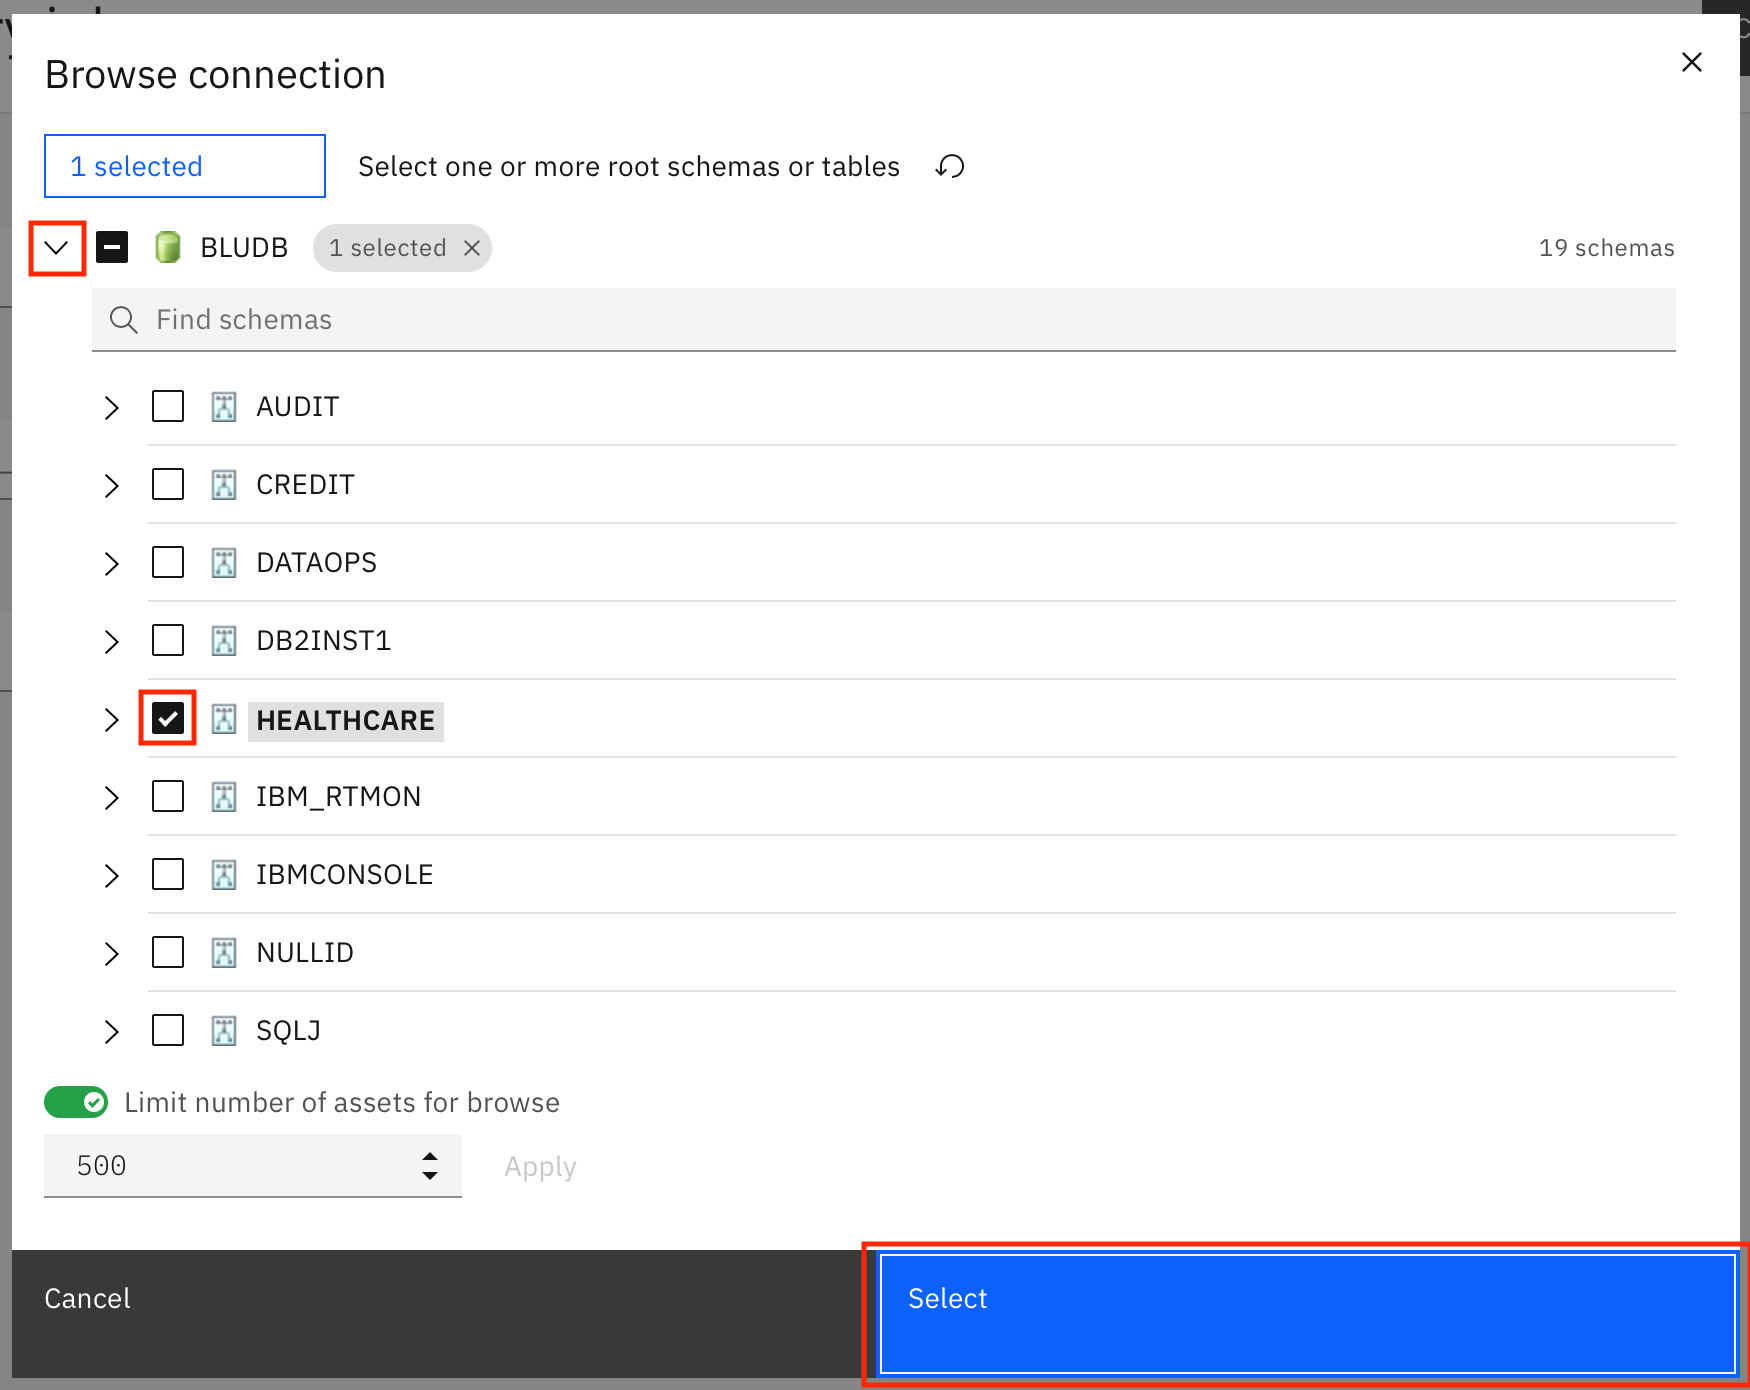 Browse connection
1 selected Select one or more root schemas or tables
BLUDB 1 selected 19 schemas
Find schemas
AUDIT
CREDIT
DATAOPS
DB2INST1
HEALTHCARE
IBM_RTMON
IBMCONSOLE
NULLID
SQLJ
Limit number of assets for browse
500 Apply
Cancel Select